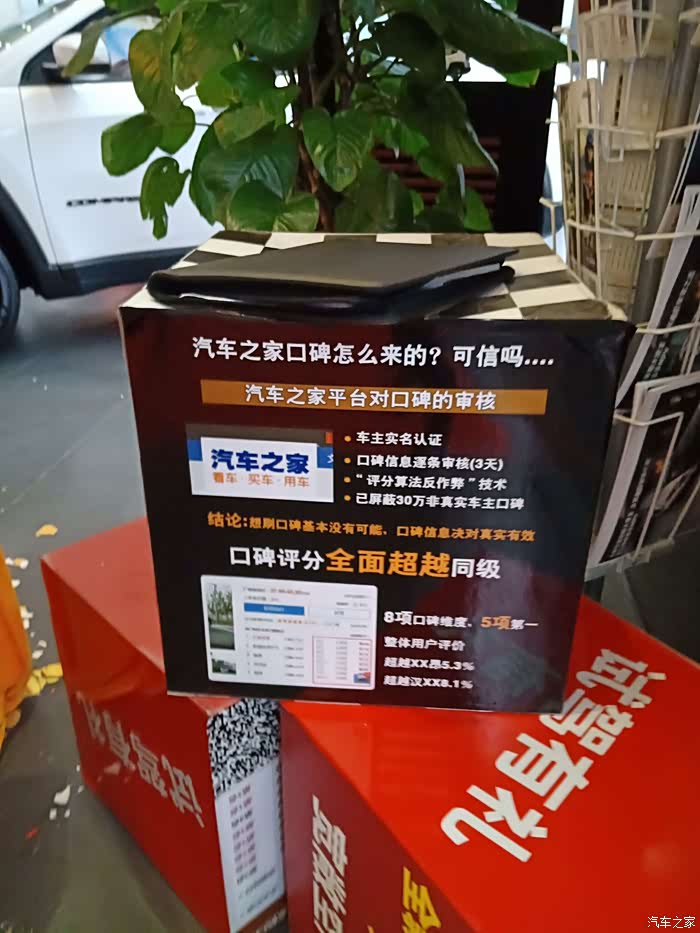 汽车之家口碑怎么来的？可信吗....
汽车之家平台对口碑的审核
汽车之家
看车·买车·用车
车主实名认证
口碑信息逐条审核(3天)
“评分算法反作弊”技术
已屏蔽30万非真实车主口碑
结论:想刷口碑基本没有可能，口碑信息决对真实有效
口碑评分全面超越同级
8项口碑维度、5项第一
整体用户评价
超越XX昂5.3%
超越汉XX8.1%
试驾有礼
试驾有礼
汽车之家